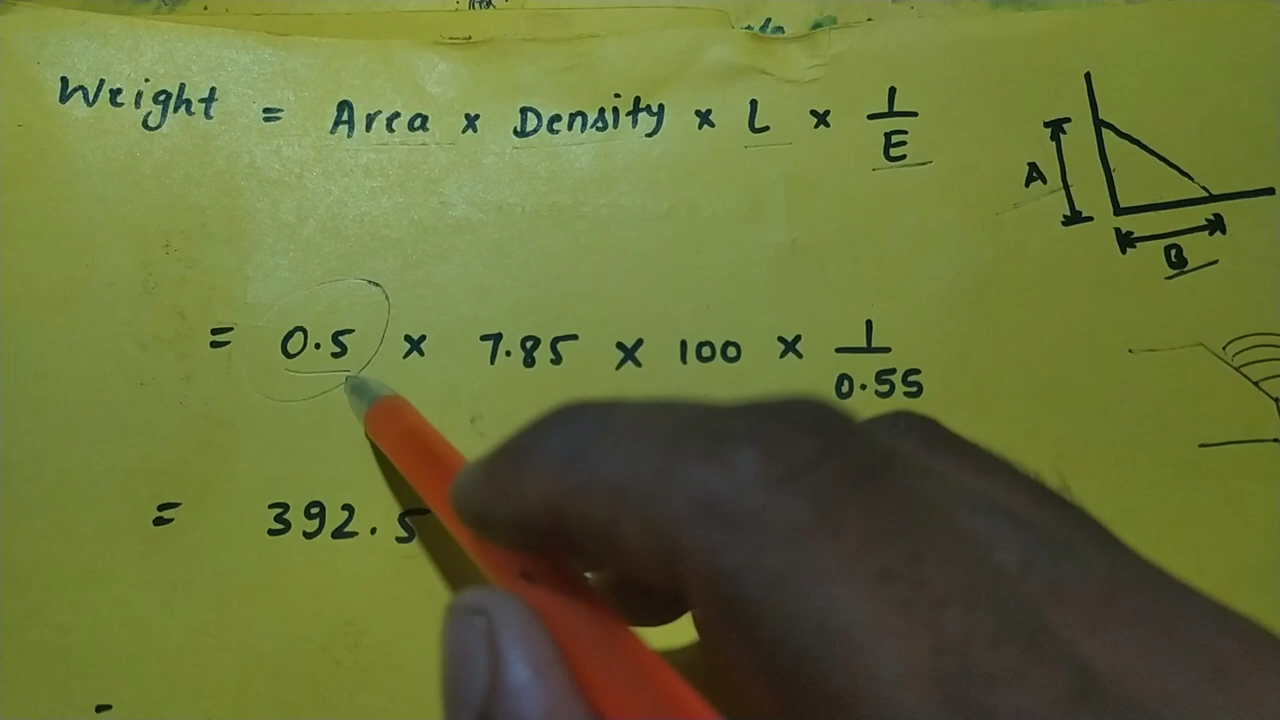 Weight = Area × Density × L × 1/E
A
B
= 0.5 × 7.85 × 100 × 1/0.55
= 392.5